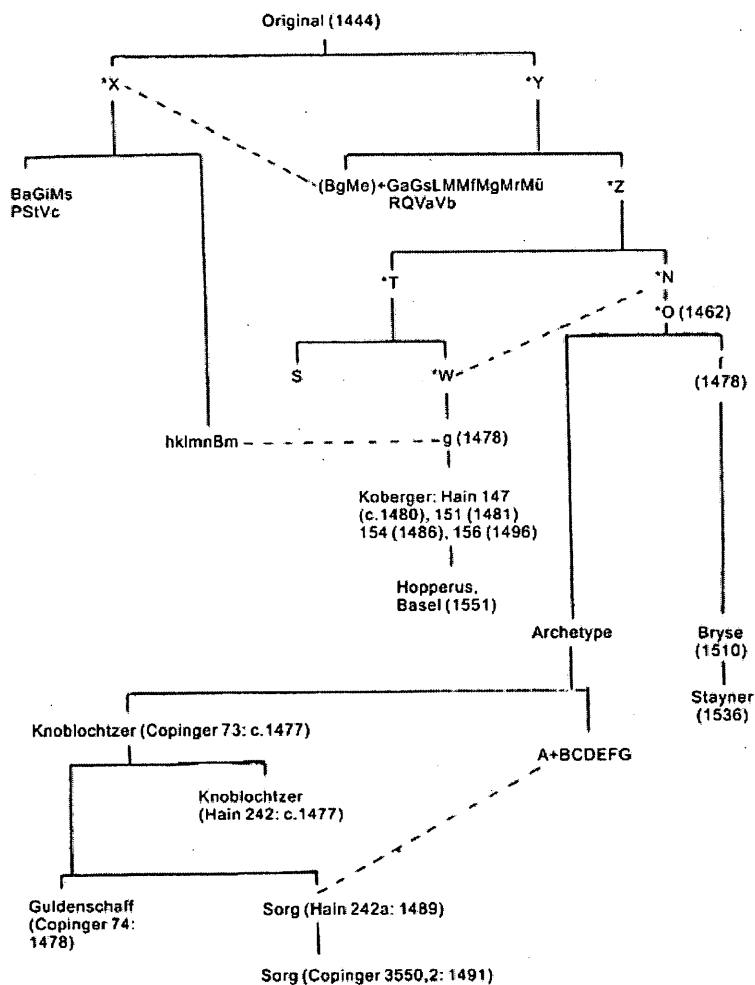 Original (1444)
*X
*Y
BaGiMs
PStVc
(BgMe)+GaGsLMMfMgMrMü
RQVaVb
*Z
*T
*N
*O (1462)
S
*W
f
(1478)
hklmnBm
g (1478)
Koberger: Hain 147
(c.1480), 151 (1481)
154 (1486), 156 (1496)
Hopperus,
Basel (1551)
Archetype
Bryse
(1510)
Stayner
(1536)
Knoblochtzer (Copinger 73: c.1477)
A+BCDEFG
Knoblochtzer
(Hain 242: c.1477)
Guldenschaff
(Copinger 74:
1478)
Sorg (Hain 242a: 1489)
Sorg (Copinger 3550,2: 1491)